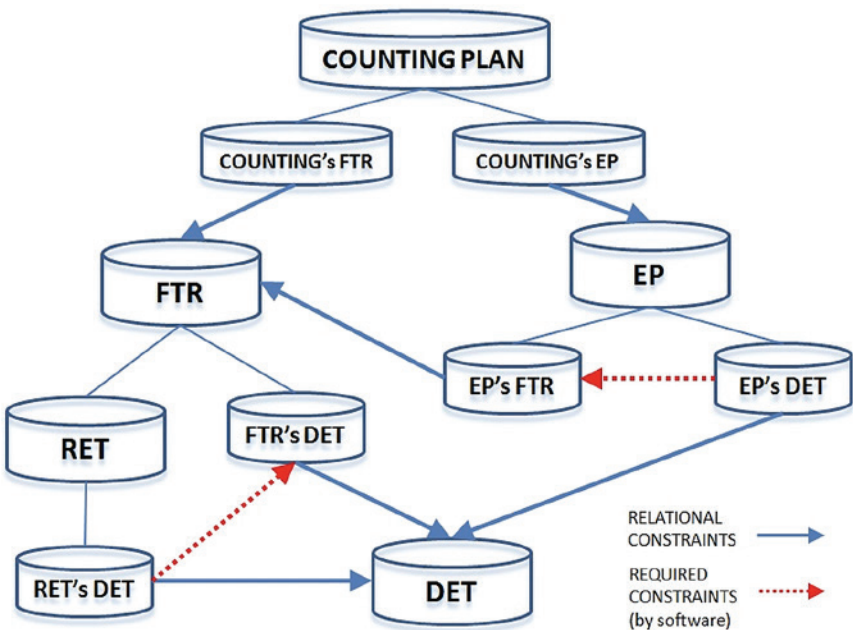 COUNTING PLAN
COUNTING's FTR
COUNTING's EP
FTR
EP
EP's FTR
EP's DET
RET
FTR's DET
RET's DET
DET
RELATIONAL
CONSTRAINTS
REQUIRED
CONSTRAINTS
(by software)